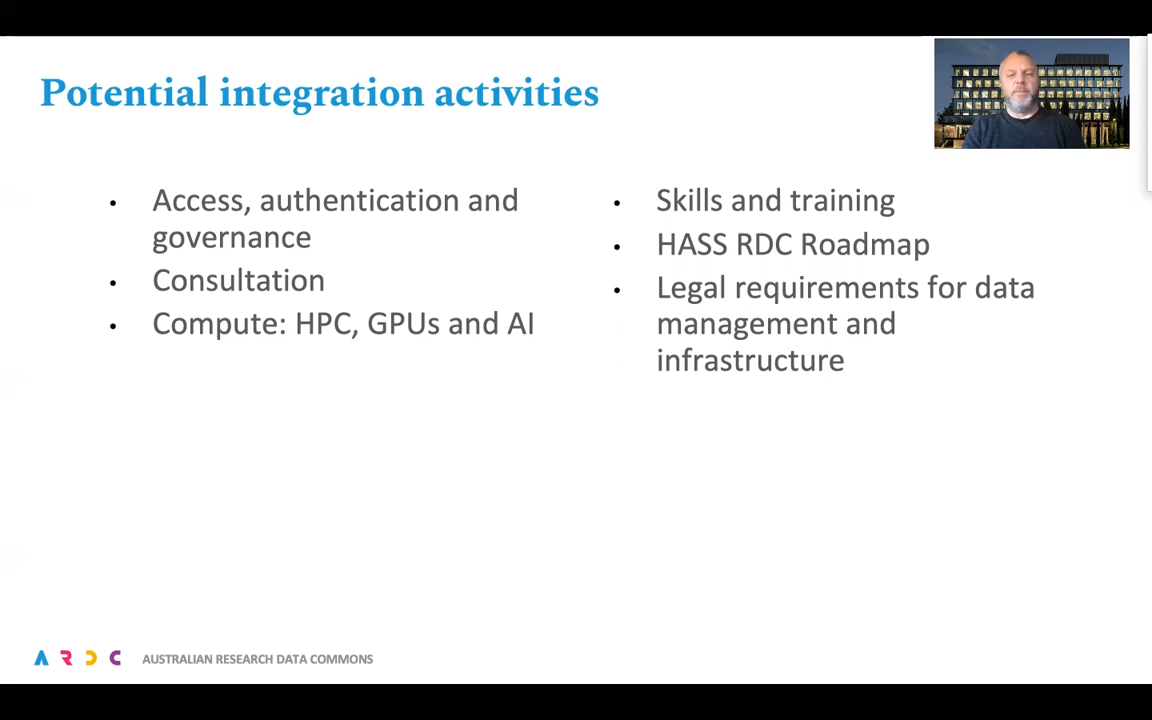 Potential integration activities
• Access, authentication and
governance
• Consultation
• Compute: HPC, GPUs and AI
• Skills and training
• HASS RDC Roadmap
• Legal requirements for data
management and
infrastructure
ARDC AUSTRALIAN RESEARCH DATA COMMONS